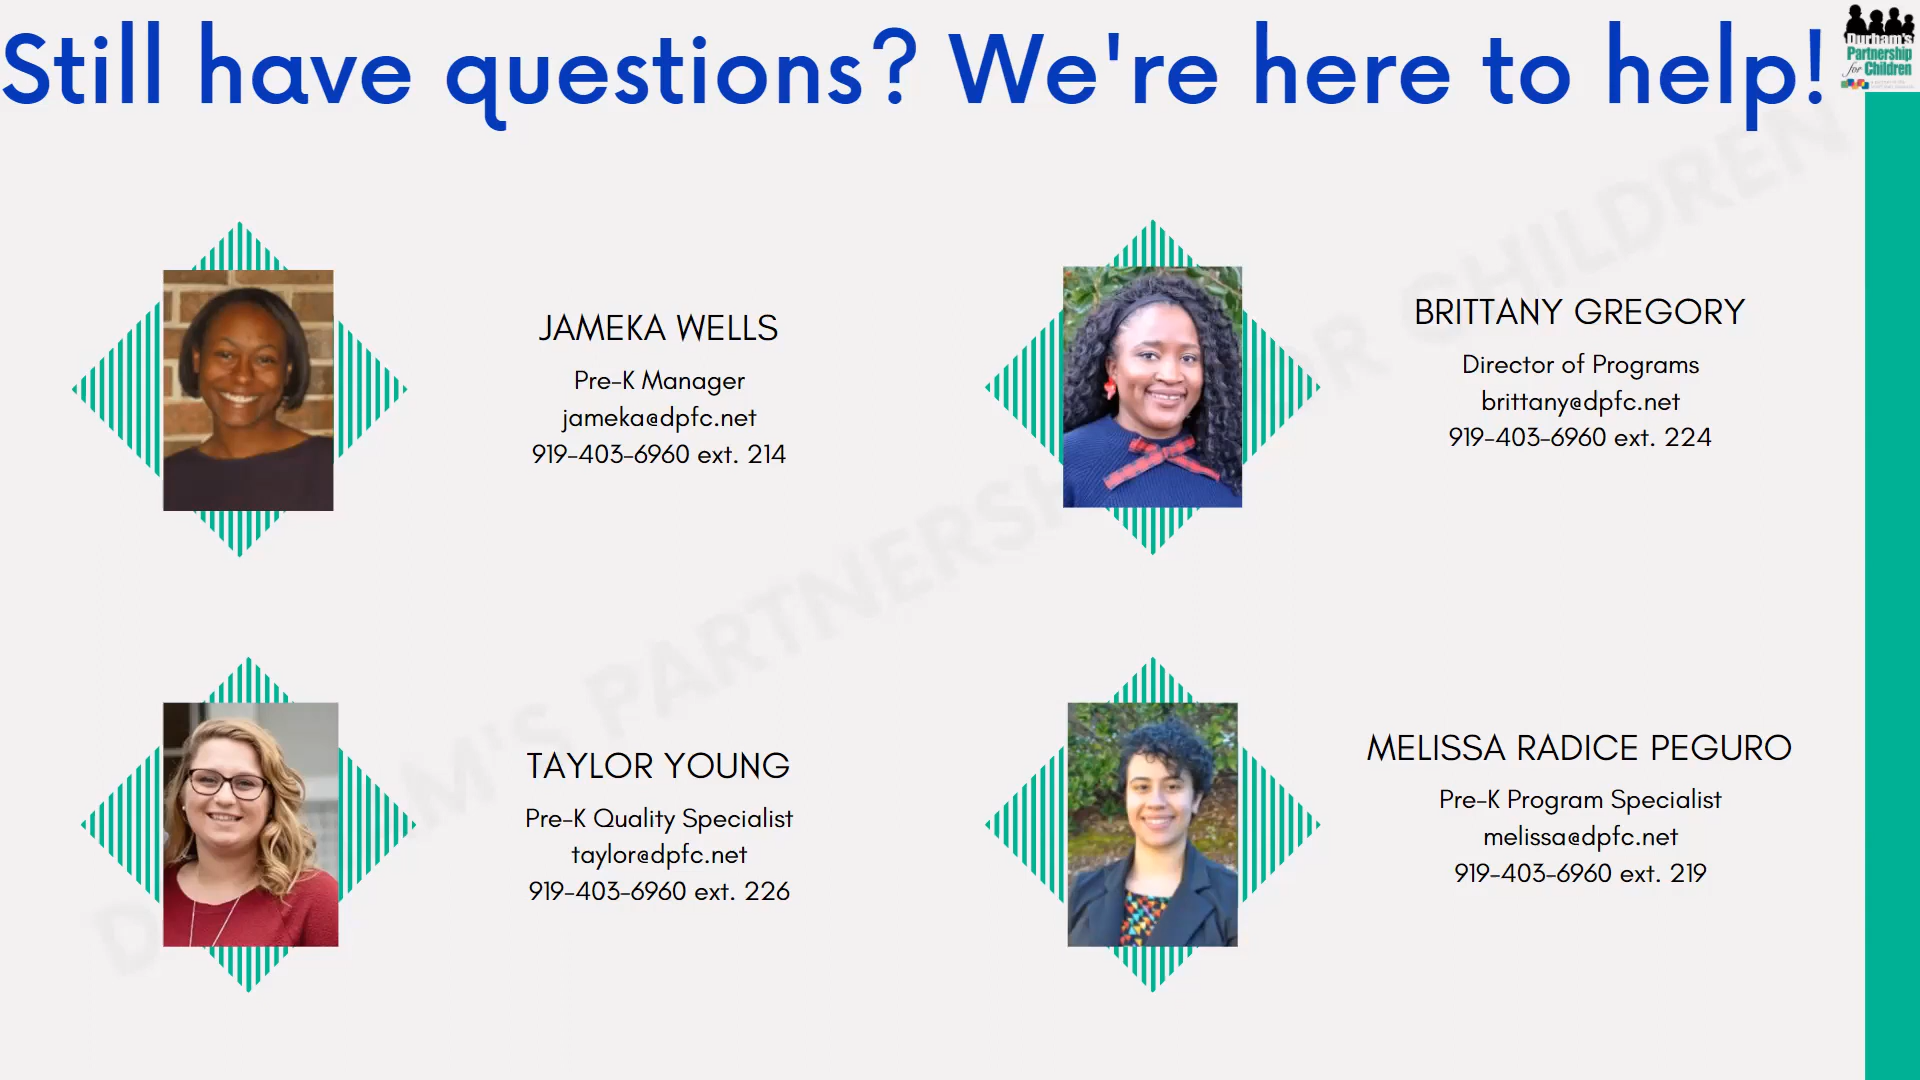 Still have questions? We're here to help!
Durham's
Partnership
for Children
JAMEKA WELLS
Pre-K Manager
jameka@dpfc.net
919-403-6960 ext. 214
BRITTANY GREGORY
Director of Programs
brittany@dpfc.net
919-403-6960 ext. 224
TAYLOR YOUNG
Pre-K Quality Specialist
taylor@dpfc.net
919-403-6960 ext. 226
MELISSA RADICE PEGURO
Pre-K Program Specialist
melissa@dpfc.net
919-403-6960 ext. 219